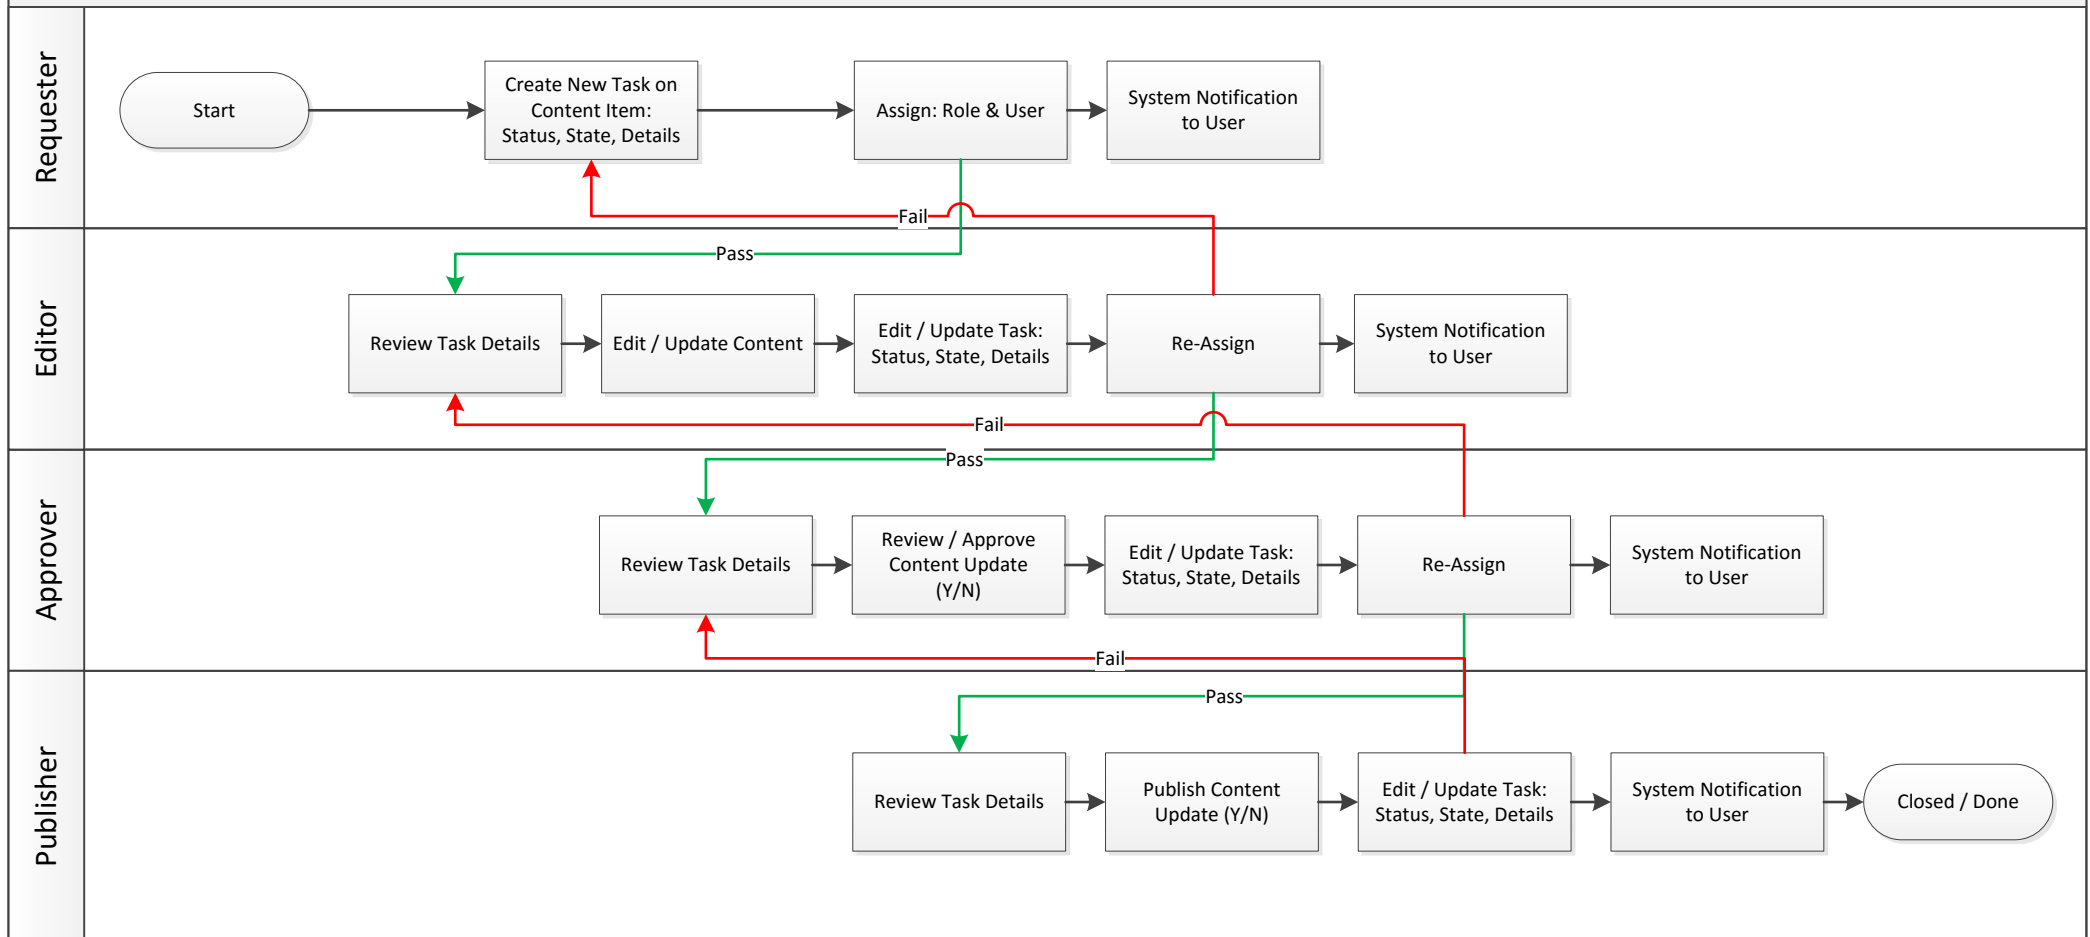 Requester
Start
Create New Task on
Content Item:
Status, State, Details
Assign: Role & User
System Notification
to User
Fail
Editor
Pass
Review Task Details
Edit / Update Content
Edit / Update Task:
Status, State, Details
Re-Assign
System Notification
to User
Fail
Approver
Pass
Review Task Details
Review / Approve
Content Update
(Y/N)
Edit / Update Task:
Status, State, Details
Re-Assign
System Notification
to User
Fail
Publisher
Pass
Review Task Details
Publish Content
Update (Y/N)
Edit / Update Task:
Status, State, Details
System Notification
to User
Closed / Done